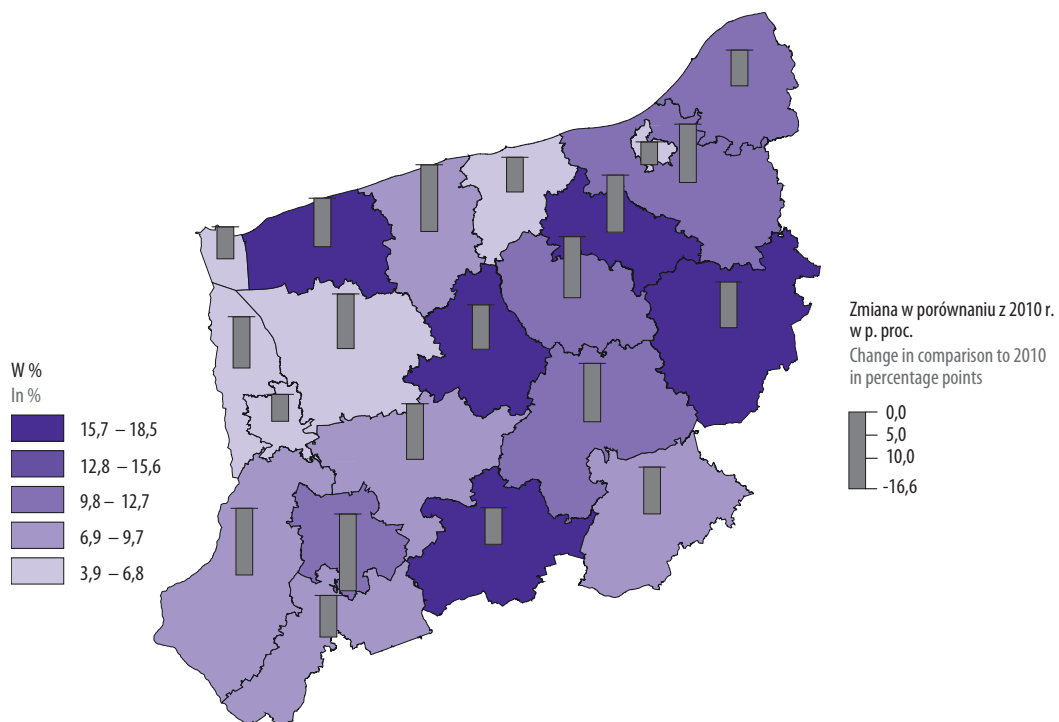 W %
In %
15,7 – 18,5
12,8 – 15,6
9,8 – 12,7
6,9 – 9,7
3,9 – 6,8
Zmiana w porównaniu z 2010 r.
w p. proc.
Change in comparison to 2010
in percentage points
0,0
5,0
10,0
-16,6